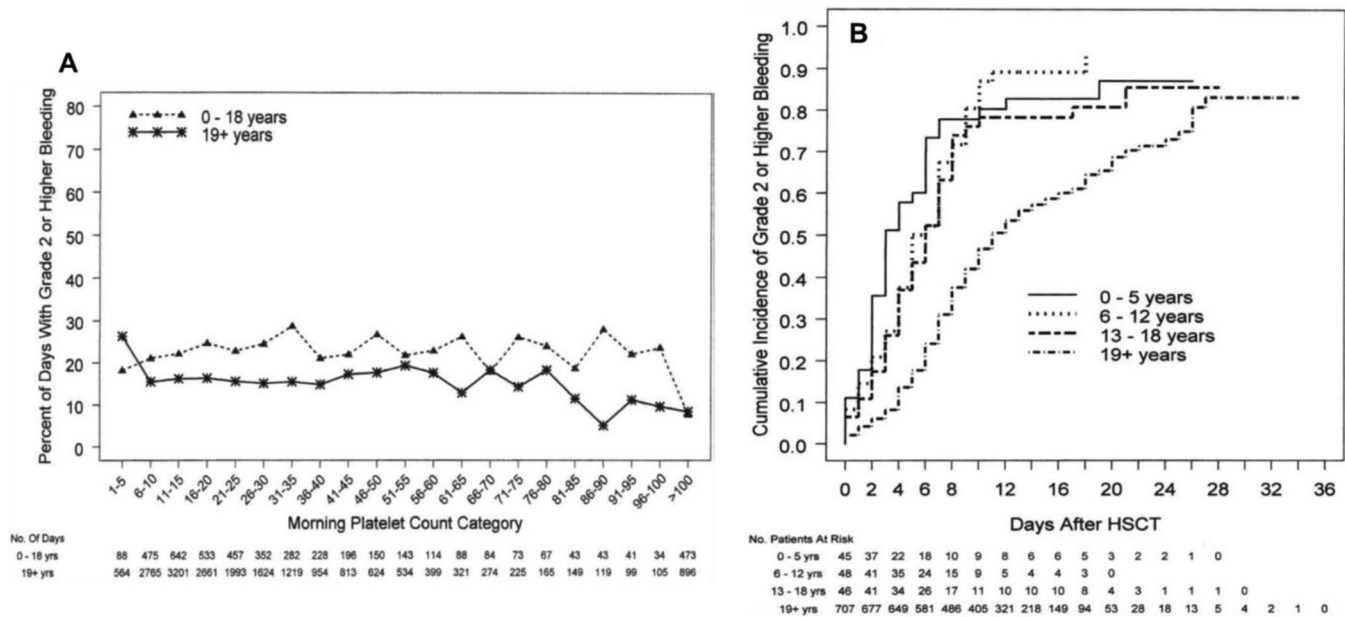 A
Percent of Days With Grade 2 or Higher Bleeding
80
70
60
50
40
30
20
10
0
0 - 18 years
19+ years
1-5
6-10
11-15
16-20
21-25
26-30
31-35
36-40
41-45
46-50
51-55
56-60
61-65
66-70
71-75
76-80
81-85
86-90
91-95
96-100
>100
Morning Platelet Count Category
No. Of Days
0 - 18 yrs 88 475 642 533 457 352 282 228 196 150 143 114 88 84 73 67 43 43 41 34 473
19+ yrs 564 2765 3201 2661 1993 1624 1219 954 813 624 534 399 321 274 225 165 149 119 99 105 896
B
Cumulative Incidence of Grade 2 or Higher Bleeding
1.0
0.9
0.8
0.7
0.6
0.5
0.4
0.3
0.2
0.1
0.0
0 - 5 years
6 - 12 years
13 - 18 years
19+ years
0 2 4 6 8 12 16 20 24 28 32 36
Days After HSCT
No. Patients At Risk
0 - 5 yrs 45 37 22 18 10 9 8 6 6 5 3 2 2 1 0
6 - 12 yrs 48 41 35 24 15 9 5 4 4 3 0
13 - 18 yrs 46 41 34 26 17 11 10 10 10 8 4 3 1 1 1 0
19+ yrs 707 677 649 581 486 405 321 218 149 94 53 28 18 13 5 4 2 1 0